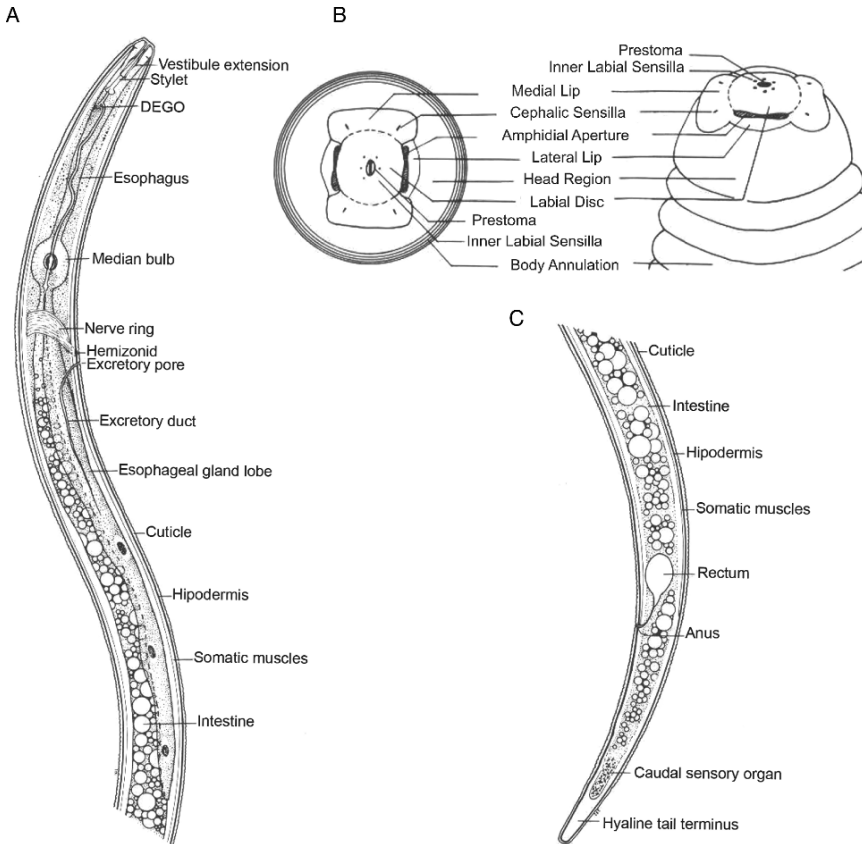 A
Vestibule extension
Stylet
DEGO
Esophagus
Median bulb
Nerve ring
Hemizonid
Excretory pore
Excretory duct
Esophageal gland lobe
Cuticle
Hipodermis
Somatic muscles
Intestine
B
Prestoma
Inner Labial Sensilla
Medial Lip
Cephalic Sensilla
Amphidial Aperture
Lateral Lip
Head Region
Labial Disc
Prestoma
Inner Labial Sensilla
Body Annulation
C
Cuticle
Intestine
Hipodermis
Somatic muscles
Rectum
Anus
Caudal sensory organ
Hyaline tail terminus